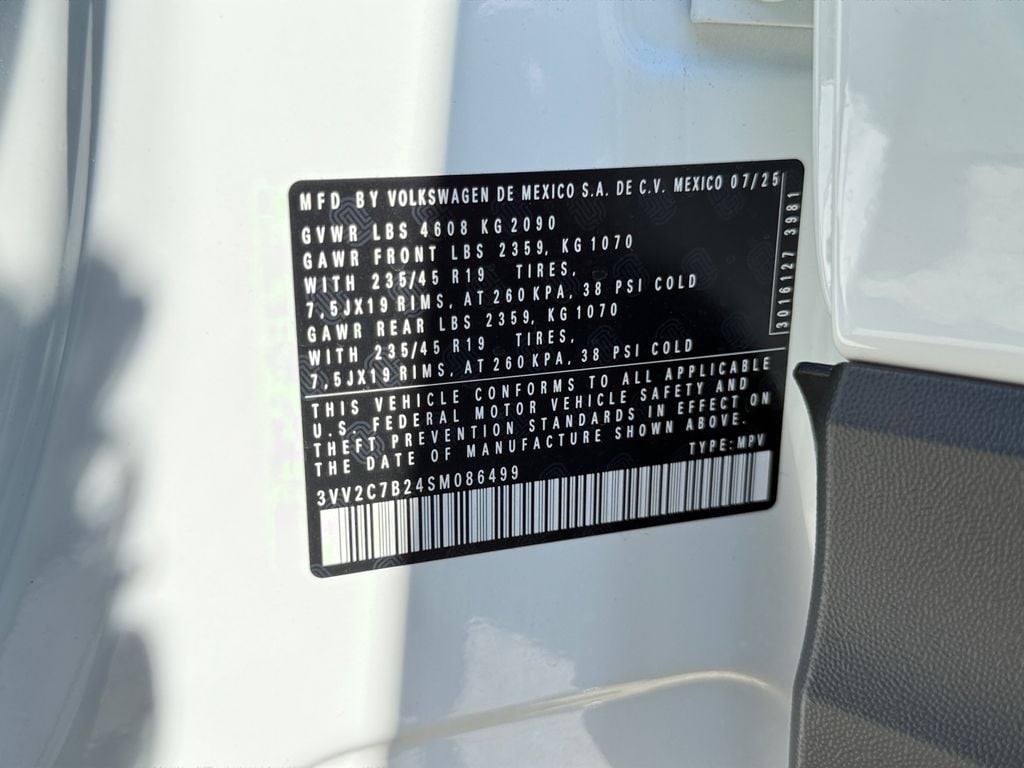 MFD BY VOLKSWAGEN DE MEXICO S.A. DE C.V. MEXICO 07/25
GVWR LBS 4608 KG 2090
GAWR FRONT LBS 2359, KG 1070
WITH 235/45 R19 TIRES,
7,5JX19 RIMS, AT 260 KPA, 38 PSI COLD
GAWR REAR LBS 2359, KG 1070
WITH 235/45 R19 TIRES,
7,5JX19 RIMS, AT 260 KPA, 38 PSI COLD
3016127 3981
THIS VEHICLE CONFORMS TO ALL APPLICABLE
U.S. FEDERAL MOTOR VEHICLE SAFETY AND
THEFT PREVENTION STANDARDS IN EFFECT ON
THE DATE OF MANUFACTURE SHOWN ABOVE.
TYPE: MPV
3VV2C7B24SM086499